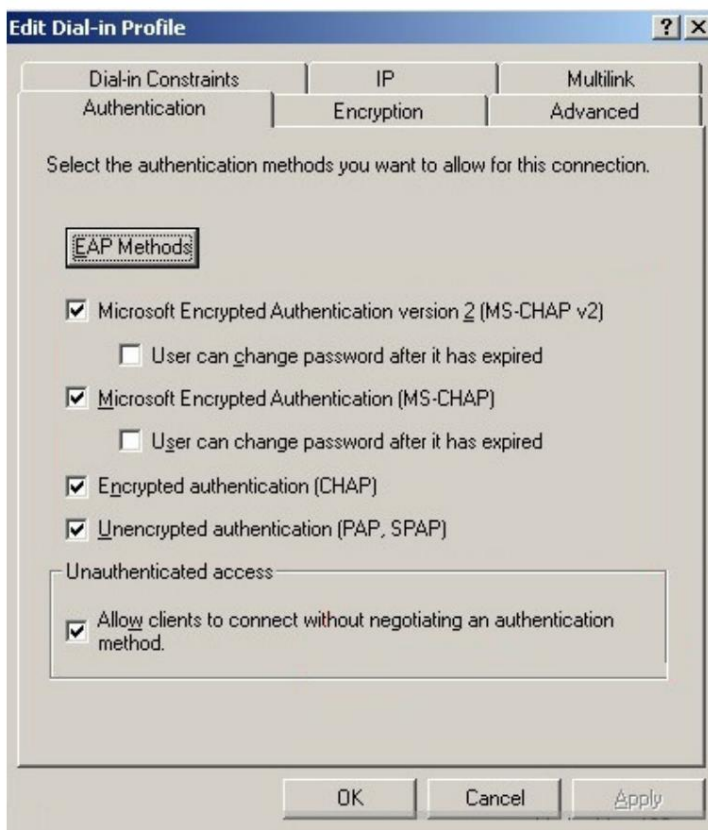 Edit Dial-in Profile
? X
Dial-in Constraints IP Multilink
Authentication Encryption Advanced
Select the authentication methods you want to allow for this connection.
EAP Methods
Microsoft Encrypted Authentication version 2 (MS-CHAP v2)
User can change password after it has expired
Microsoft Encrypted Authentication (MS-CHAP)
User can change password after it has expired
Encrypted authentication (CHAP)
Unencrypted authentication (PAP, SPAP)
Unauthenticated access
Allow clients to connect without negotiating an authentication
method.
OK Cancel Apply